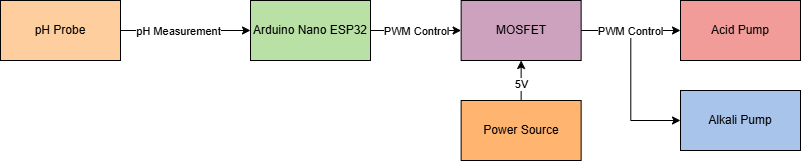 pH Probe
pH Measurement
Arduino Nano ESP32
PWM Control
MOSFET
PWM Control
Acid Pump
5V
Power Source
Alkali Pump